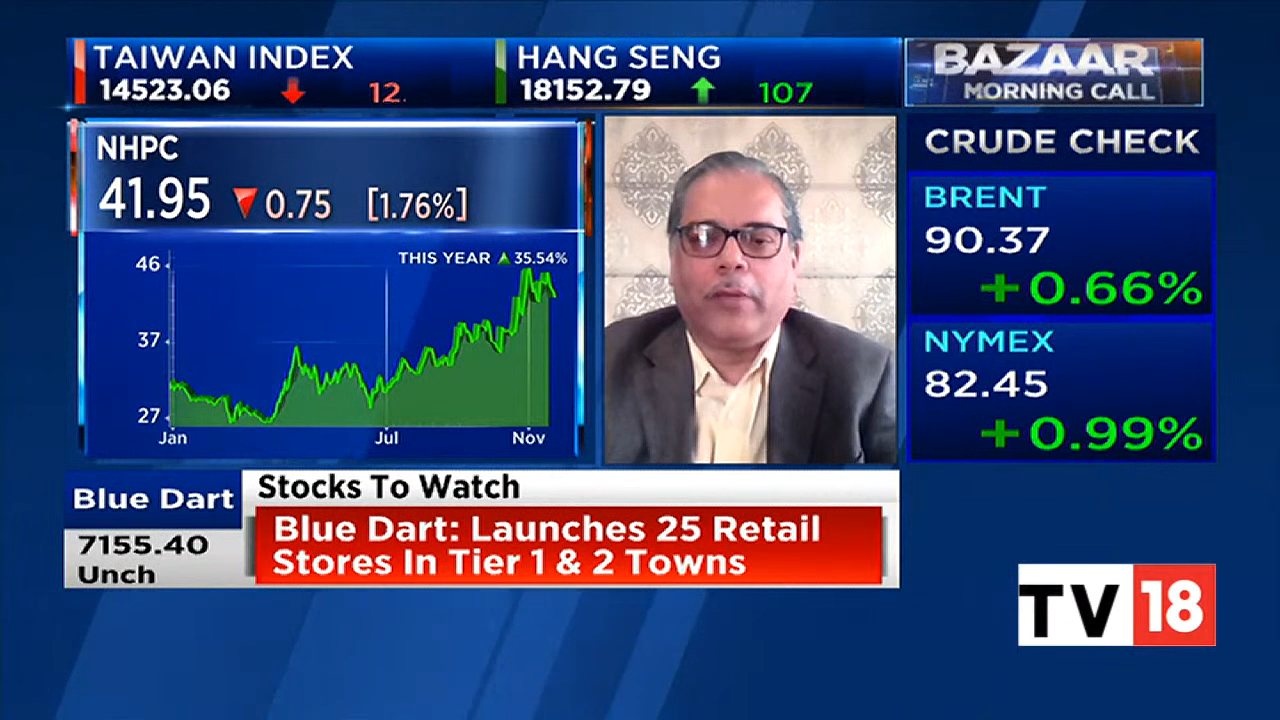 TAIWAN INDEX
14523.06 12.
HANG SENG
18152.79 107
BAZAAR
MORNING CALL
NHPC
41.95 0.75 [1.76%]
THIS YEAR 35.54%
46
37
27
Jan Jul Nov
CRUDE CHECK
BRENT
90.37
+0.66%
NYMEX
82.45
+0.99%
Blue Dart
7155.40
Unch
Stocks To Watch
Blue Dart: Launches 25 Retail
Stores In Tier 1 & 2 Towns
TV18